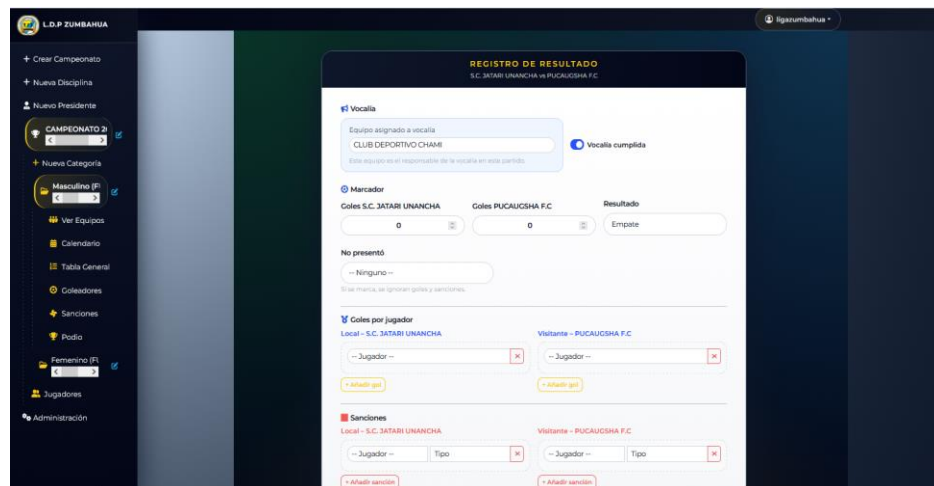 L.D.P ZUMBAHUA
ligazumbahua
+ Crear Campeonato
+ Nueva Disciplina
Nuevo Presidente
CAMPEONATO 2
+ Nueva Categoría
Masculino (F
Ver Equipos
Calendario
Tabla General
Goleadores
Sanciones
Podio
Femenino (FU
Jugadores
Administración
REGISTRO DE RESULTADO
S.C. JATARI UNANCHA vs PUCAUGSHA F.C
Vocalía
Equipo asignado a vocalía
CLUB DEPORTIVO CHAMI
Este equipo es el responsable de la vocalía en este partido.
Vocalía cumplida
Marcador
Goles S.C. JATARI UNANCHA Goles PUCAUGSHA F.C Resultado
0 0 Empate
No presentó
-- Ninguno --
Si se marca, se ignoran goles y sanciones.
Goles por jugador
Local – S.C. JATARI UNANCHA Visitante – PUCAUGSHA F.C
-- Jugador -- -- Jugador --
+ Añadir gol + Añadir gol
Sanciones
Local – S.C. JATARI UNANCHA Visitante – PUCAUGSHA F.C
-- Jugador -- Tipo -- Jugador -- Tipo
+ Añadir sanción + Añadir sanción